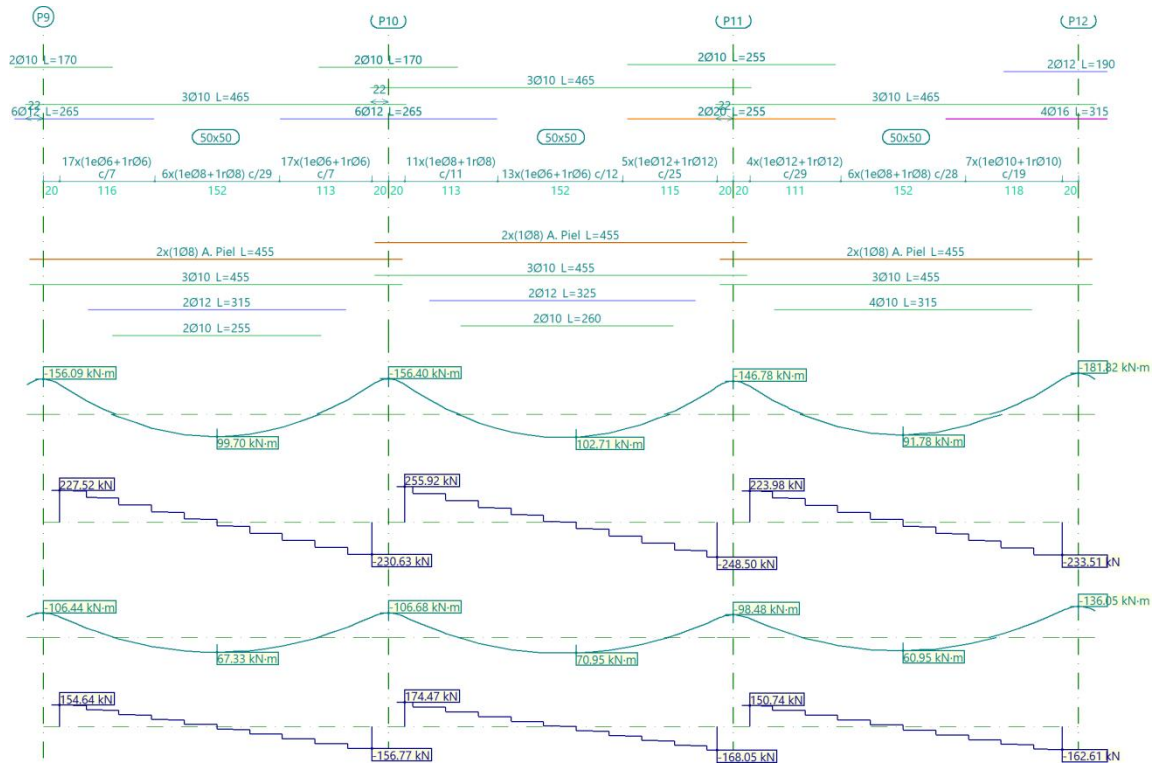 P9
P10
P11
P12
2Ø10 L=170
2Ø10 L=170
2Ø10 L=255
2Ø12 L=190
22
3Ø10 L=465
22
3Ø10 L=465
22
3Ø10 L=465
6Ø12 L=265
6Ø12 L=265
2Ø20 L=255
4Ø16 L=315
50x50
50x50
50x50
17x(1eØ6+1rØ6)
c/7
6x(1eØ8+1rØ8) c/29
17x(1eØ6+1rØ6)
c/7
11x(1eØ8+1rØ8)
c/11
13x(1eØ6+1rØ6) c/12
5x(1eØ12+1rØ12)
c/25
4x(1eØ12+1rØ12)
c/29
6x(1eØ8+1rØ8) c/28
7x(1eØ10+1rØ10)
c/19
20 116 152 113 20 20 113 152 115 20 20 111 152 118 20
2x(1Ø8) A. Piel L=455
2x(1Ø8) A. Piel L=455
2x(1Ø8) A. Piel L=455
3Ø10 L=455
3Ø10 L=455
3Ø10 L=455
2Ø12 L=315
2Ø12 L=325
4Ø10 L=315
2Ø10 L=255
2Ø10 L=260
-156.09 kN·m
-156.40 kN·m
-146.78 kN·m
-181.82 kN·m
99.70 kN·m
102.71 kN·m
91.78 kN·m
227.52 kN
255.92 kN
223.98 kN
-230.63 kN
-248.50 kN
-233.51 kN
-106.44 kN·m
-106.68 kN·m
-98.48 kN·m
-136.05 kN·m
67.33 kN·m
70.95 kN·m
60.95 kN·m
154.64 kN
174.47 kN
150.74 kN
-156.77 kN
-168.05 kN
-162.61 kN